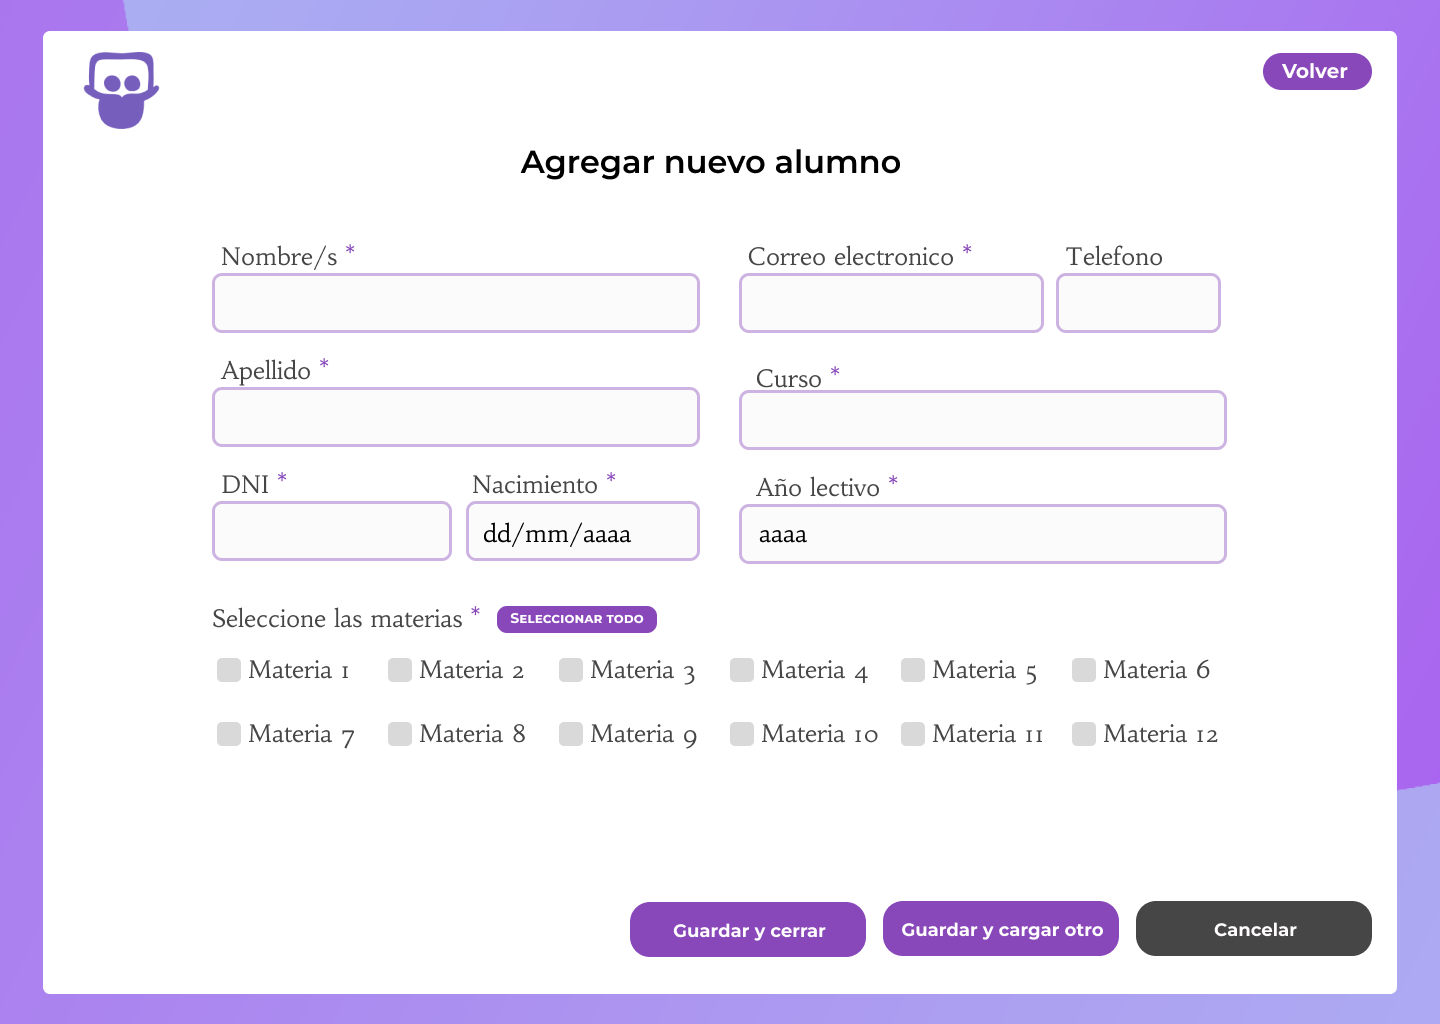 Volver
Agregar nuevo alumno
Nombre/s *
Correo electronico *
Telefono
Apellido *
Curso *
DNI *
Nacimiento *
Año lectivo *
dd/mm/aaaa
aaaa
Seleccione las materias *
SELECCIONAR TODO
Materia 1
Materia 2
Materia 3
Materia 4
Materia 5
Materia 6
Materia 7
Materia 8
Materia 9
Materia 10
Materia 11
Materia 12
Guardar y cerrar
Guardar y cargar otro
Cancelar